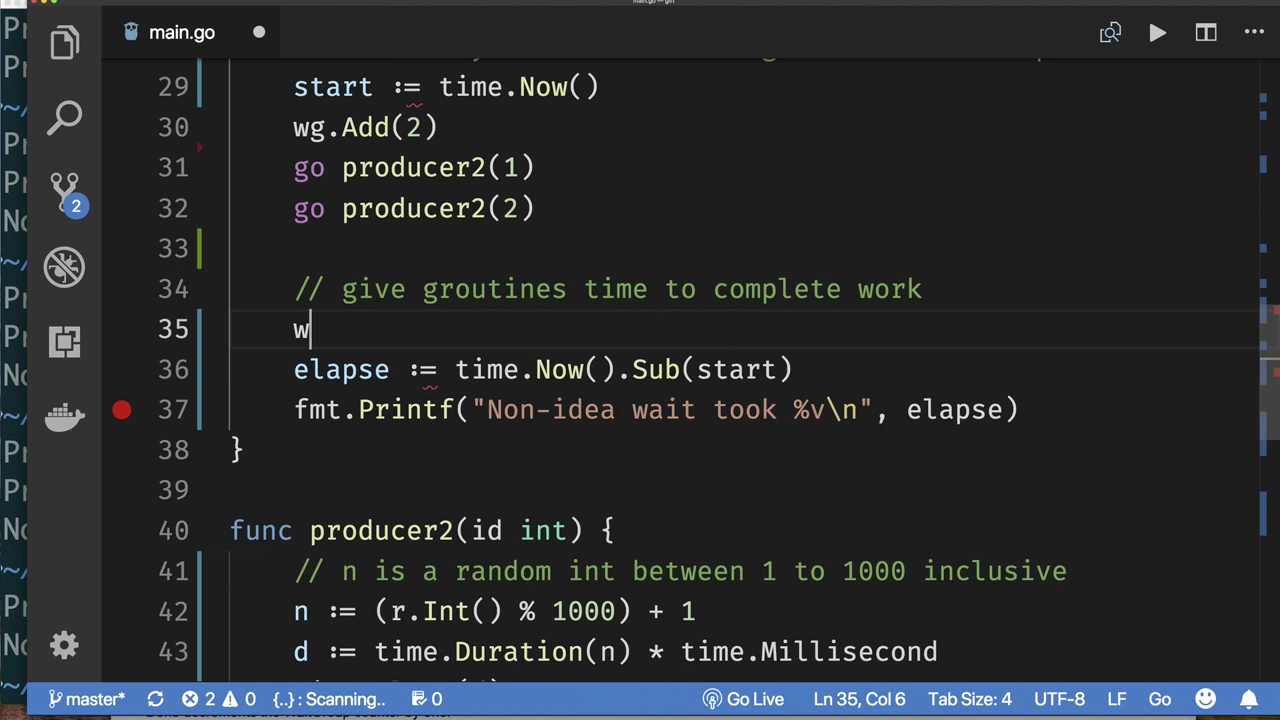 main.go
29 start := time.Now()
30 wg.Add(2)
31 go producer2(1)
32 go producer2(2)
33
34 // give groutines time to complete work
35 w
36 elapse := time.Now().Sub(start)
37 fmt.Printf("Non-idea wait took %v\n", elapse)
38 }
39
40 func producer2(id int) {
41 // n is a random int between 1 to 1000 inclusive
42 n := (r.Int() % 1000) + 1
43 d := time.Duration(n) * time.Millisecond
2
master* 2 0 {..} : Scanning.. 0 Go Live Ln 35, Col 6 Tab Size: 4 UTF-8 LF Go